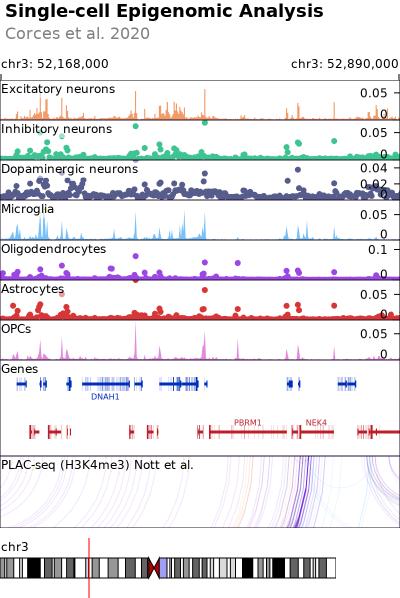 Single-cell Epigenomic Analysis
Corces et al. 2020
chr3: 52,168,000 chr3: 52,890,000
Excitatory neurons 0.05
0
Inhibitory neurons 0.05
0
Dopaminergic neurons 0.04
0.02
0
Microglia 0.05
0
Oligodendrocytes 0.1
0
Astrocytes 0.05
0
OPCs 0.05
0
Genes
DNAH1
PBRM1 NEK4
PLAC-seq (H3K4me3) Nott et al.
chr3